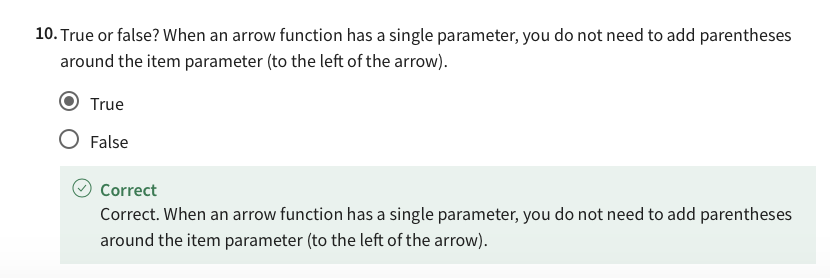 10. True or false? When an arrow function has a single parameter, you do not need to add parentheses
around the item parameter (to the left of the arrow).
True
False
Correct
Correct. When an arrow function has a single parameter, you do not need to add parentheses
around the item parameter (to the left of the arrow).